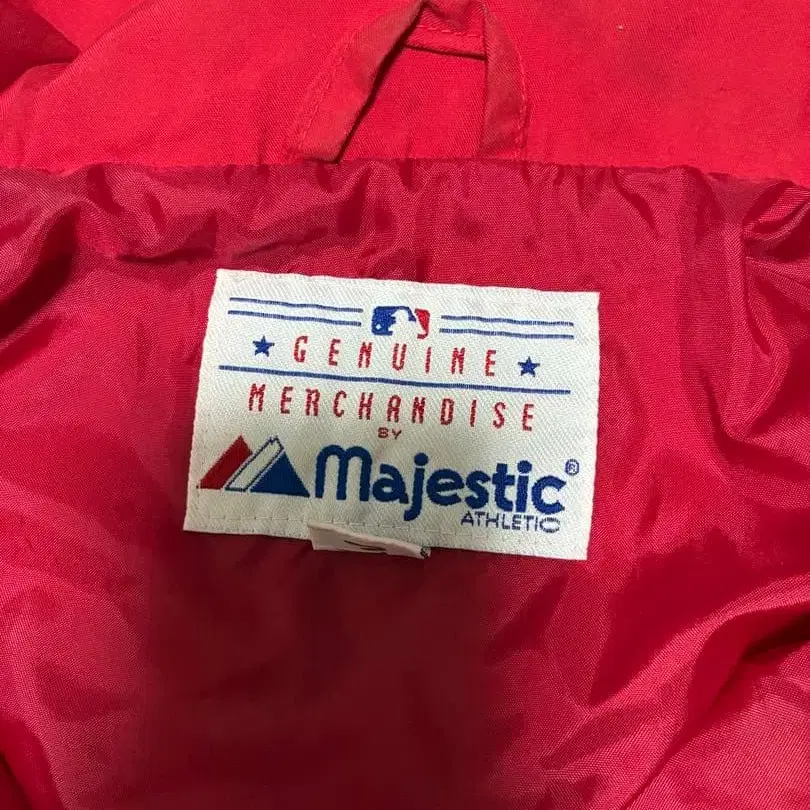 GENUINE
MERCHANDISE
BY
Majestic®
ATHLETIC